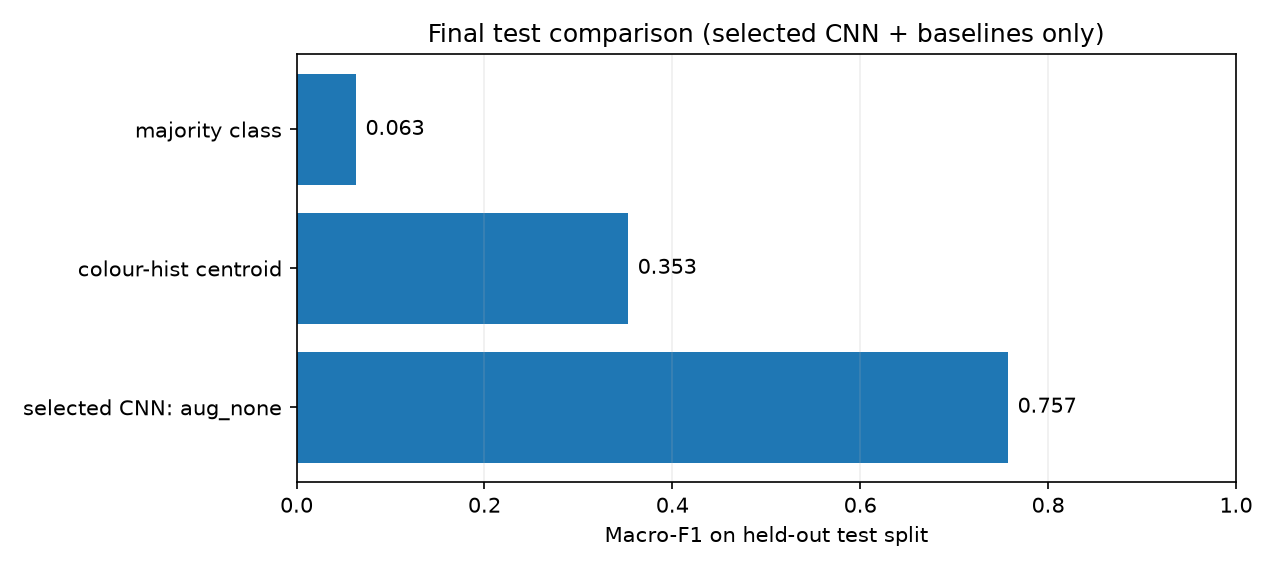 Final test comparison (selected CNN + baselines only)
majority class
0.063
colour-hist centroid
0.353
selected CNN: aug_none
0.757
0.0 0.2 0.4 0.6 0.8 1.0
Macro-F1 on held-out test split